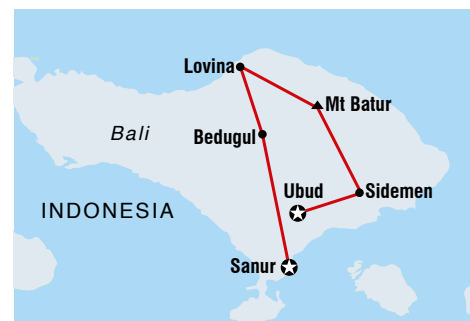 Lovina
Mt Batur
Bali
Bedugul
Ubud
Sidemen
INDONESIA
Sanur